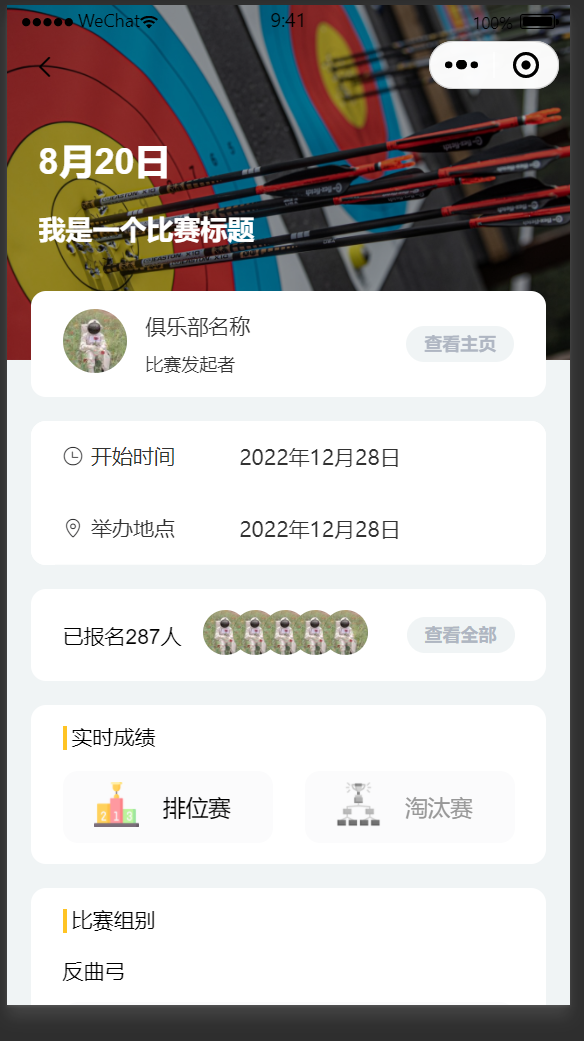 WeChat 9:41 100%
8月20日
我是一个比赛标题
俱乐部名称
比赛发起者
查看主页
开始时间 2022年12月28日
举办地点 2022年12月28日
已报名287人 查看全部
实时成绩
2 1 3 排位赛 淘汰赛
比赛组别
反曲弓